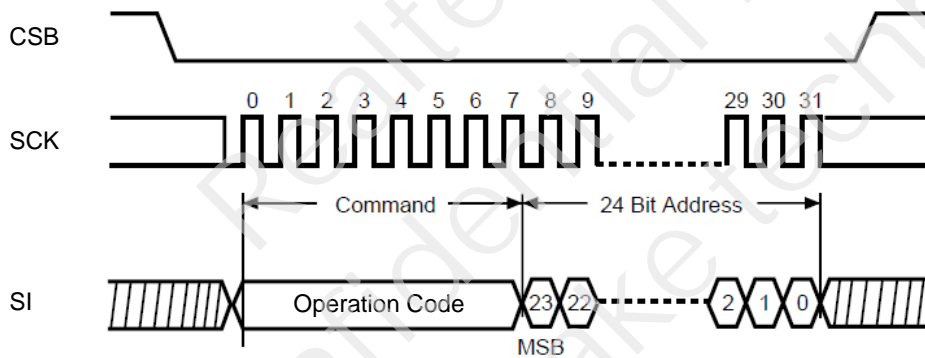 CSB
0 1 2 3 4 5 6 7 8 9 29 30 31
SCK
Command 24 Bit Address
SI Operation Code 23 22 2 1 0
MSB